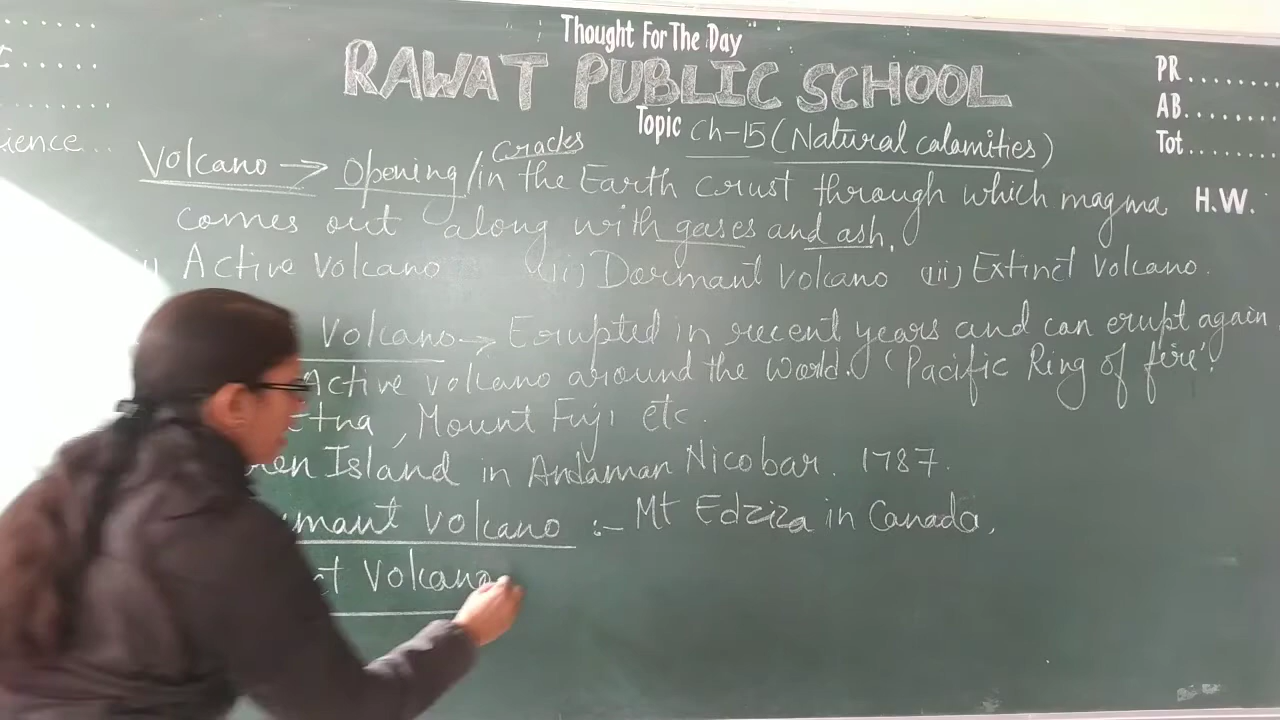 Thought For The Day
RAWAT PUBLIC SCHOOL
Topic Ch-15 (Natural calamities)
PR.......
AB........
Tot........
H.W.
ience...
Volcano → Opening/Cracks in the Earth crust through which magma
comes out along with gases and ash.
i) Active Volcano (ii) Dormant volcano (iii) Extinct Volcano.
Volcano → Erupted in recent years and can erupt again
Active volcano around the World. 'Pacific Ring of fire'.
etna, Mount Fuji etc.
ren Island in Andaman Nicobar. 1787.
mant Volcano :- Mt Edziza in Canada,
ct Volcano